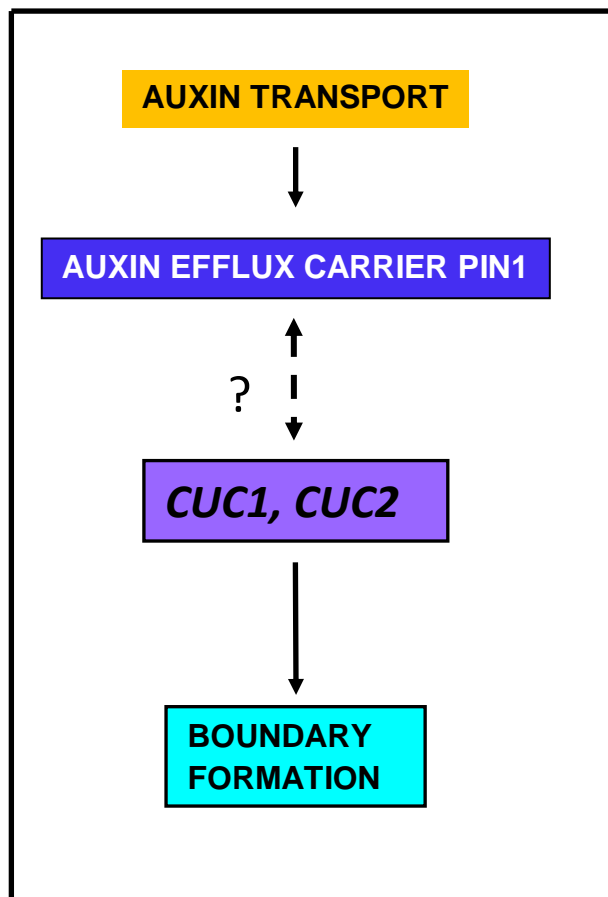 AUXIN TRANSPORT
AUXIN EFFLUX CARRIER PIN1
?
CUC1, CUC2
BOUNDARY
FORMATION